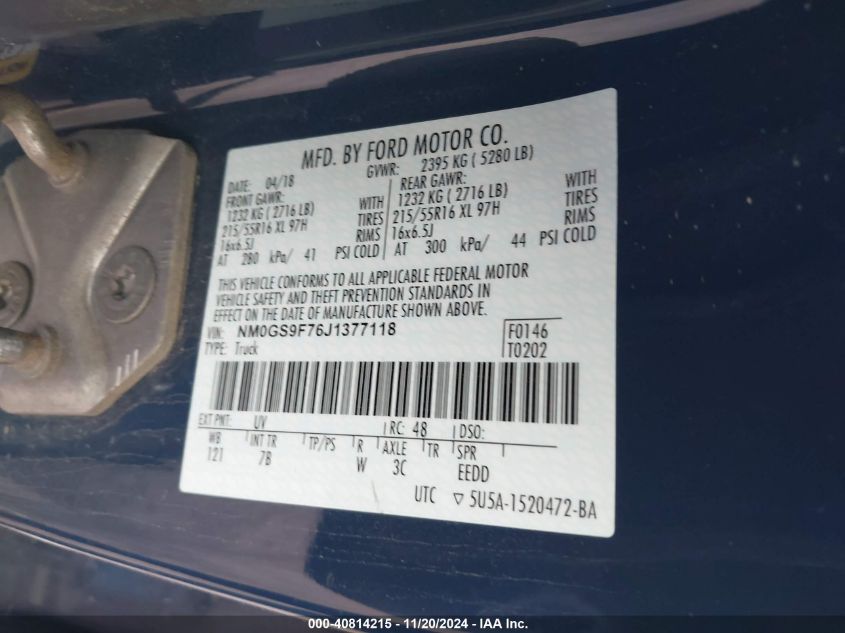 MFD. BY FORD MOTOR CO.
DATE: 04/18 GVWR: 2395 KG ( 5280 LB)
FRONT GAWR: WITH
1232 KG ( 2716 LB) TIRES
215/55R16 XL 97H RIMS
16x6.5J
AT 280 kPa/ 41 PSI COLD
REAR GAWR: WITH
1232 KG ( 2716 LB) TIRES
215/55R16 XL 97H RIMS
16x6.5J
AT 300 kPa/ 44 PSI COLD
THIS VEHICLE CONFORMS TO ALL APPLICABLE FEDERAL MOTOR
VEHICLE SAFETY AND THEFT PREVENTION STANDARDS IN
EFFECT ON THE DATE OF MANUFACTURE SHOWN ABOVE.
VIN: NM0GS9F76J1377118
TYPE: Truck
F0146
T0202
EXT PNT: UV RC: 48 DSO:
WB INT TR TP/PS R AXLE TR SPR
121 7B W 3C EEDD
UTC ▽ 5U5A-1520472-BA
000-40814215 - 11/20/2024 - IAA Inc.